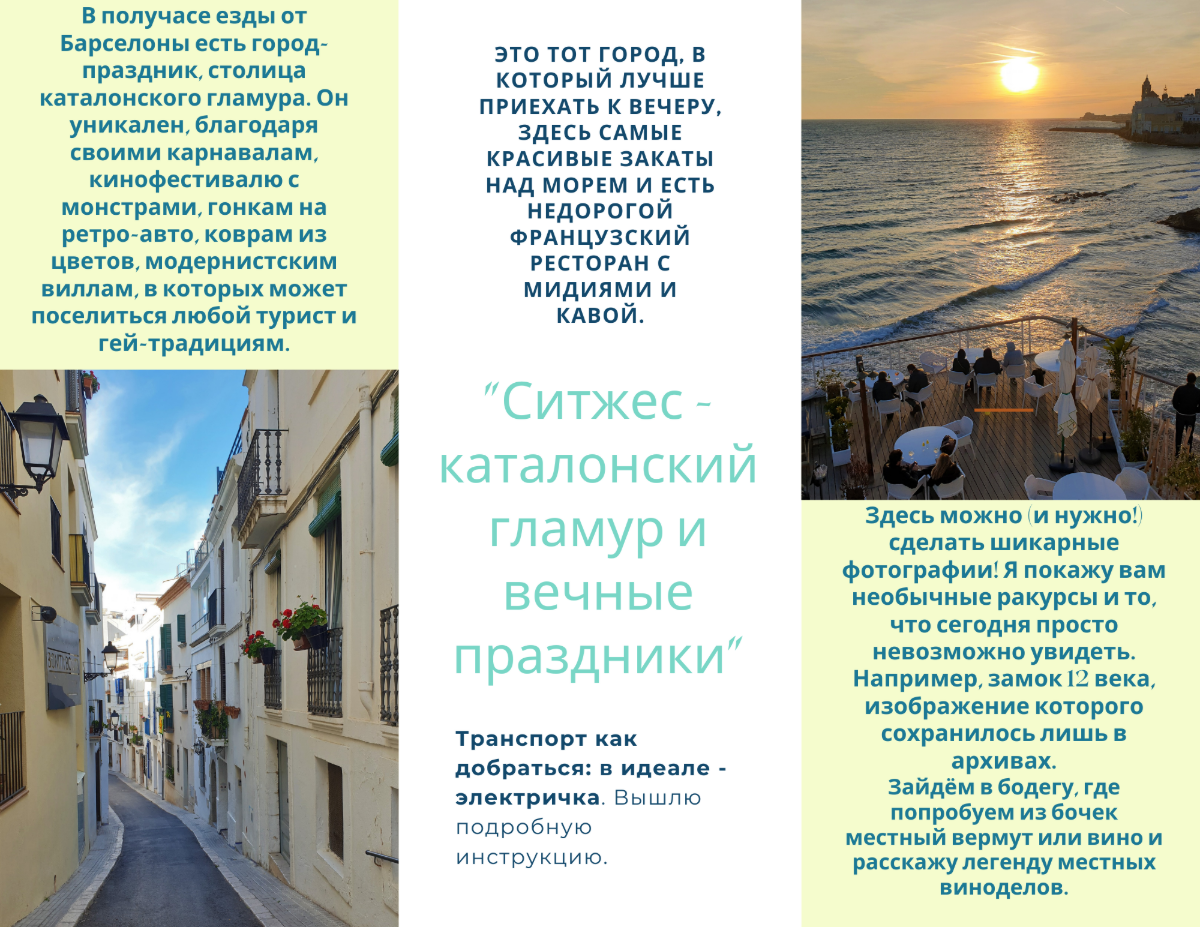 В получасе езды от
Барселоны есть город-
праздник, столица
каталонского гламура. Он
уникален, благодаря
своими карнавалам,
кинофестивалю с
монстрами, гонкам на
ретро-авто, коврам из
цветов, модернистским
виллам, в которых может
поселиться любой турист и
гей-традициям.
ЭТО ТОТ ГОРОД, В
КОТОРЫЙ ЛУЧШЕ
ПРИЕХАТЬ К ВЕЧЕРУ,
ЗДЕСЬ САМЫЕ
КРАСИВЫЕ ЗАКАТЫ
НАД МОРЕМ И ЕСТЬ
НЕДОРОГОЙ
ФРАНЦУЗСКИЙ
РЕСТОРАН С
МИДИЯМИ И
КАВОЙ.
"Ситжес -
каталонский
гламур и
вечные
праздники"
Транспорт как
добраться: в идеале -
электричка. Вышлю
подробную
инструкцию.
Здесь можно (и нужно!)
сделать шикарные
фотографии! Я покажу вам
необычные ракурсы и то,
что сегодня просто
невозможно увидеть.
Например, замок 12 века,
изображение которого
сохранилось лишь в
архивах.
Зайдём в бодегу, где
попробуем из бочек
местный вермут или вино и
расскажу легенду местных
виноделов.